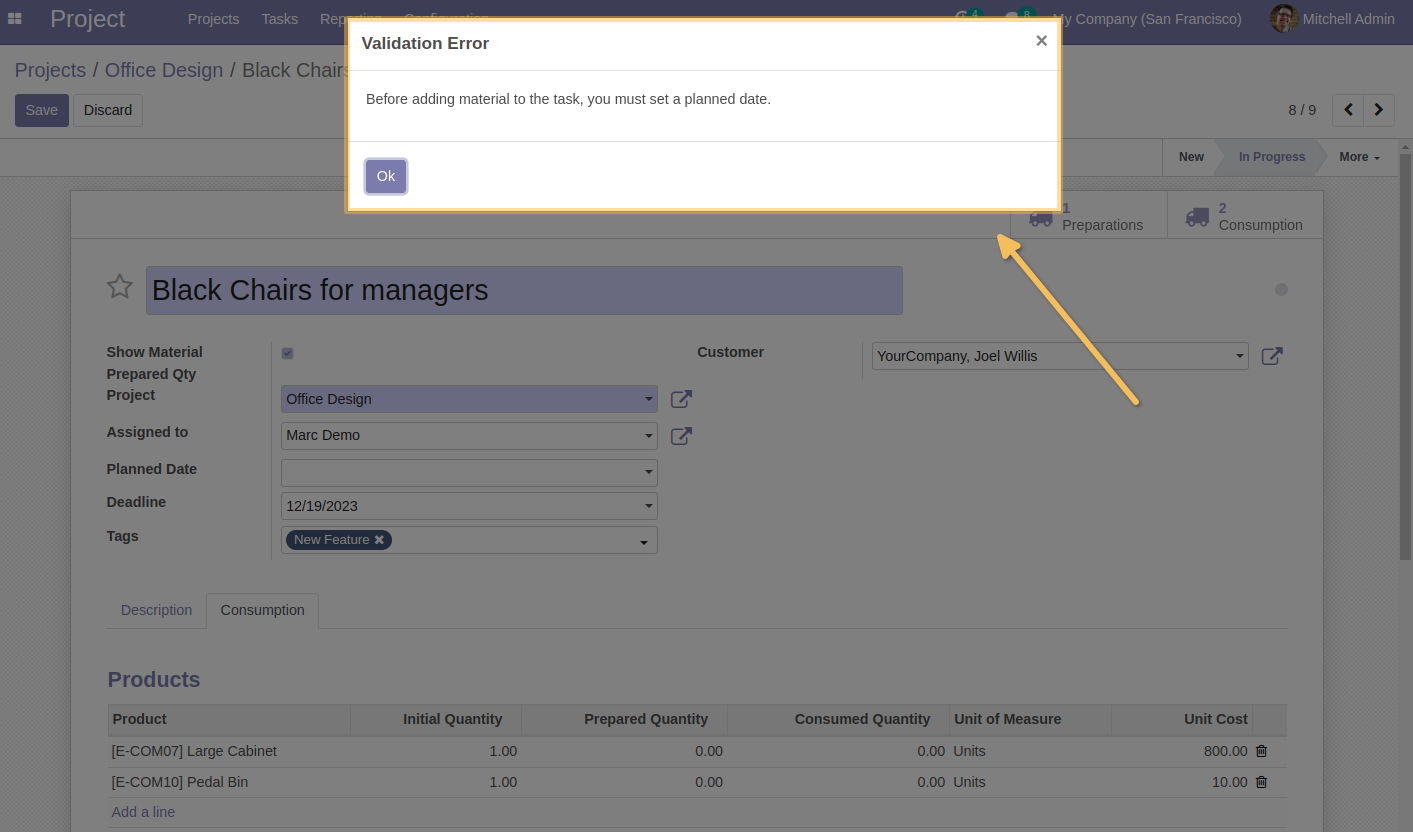 Project Projects Tasks Reporting Configuration 4 8 My Company (San Francisco) Mitchell Admin
Validation Error ×
Projects / Office Design / Black Chairs
Before adding material to the task, you must set a planned date.
Save Discard 8 / 9
New In Progress More
Ok
1 Preparations
2 Consumption
Black Chairs for managers
Show Material
Prepared Qty
Customer YourCompany, Joel Willis
Project Office Design
Assigned to Marc Demo
Planned Date
Deadline 12/19/2023
Tags New Feature ✖
Description Consumption
Products
Product Initial Quantity Prepared Quantity Consumed Quantity Unit of Measure Unit Cost
[E-COM07] Large Cabinet 1.00 0.00 0.00 Units 800.00
[E-COM10] Pedal Bin 1.00 0.00 0.00 Units 10.00
Add a line